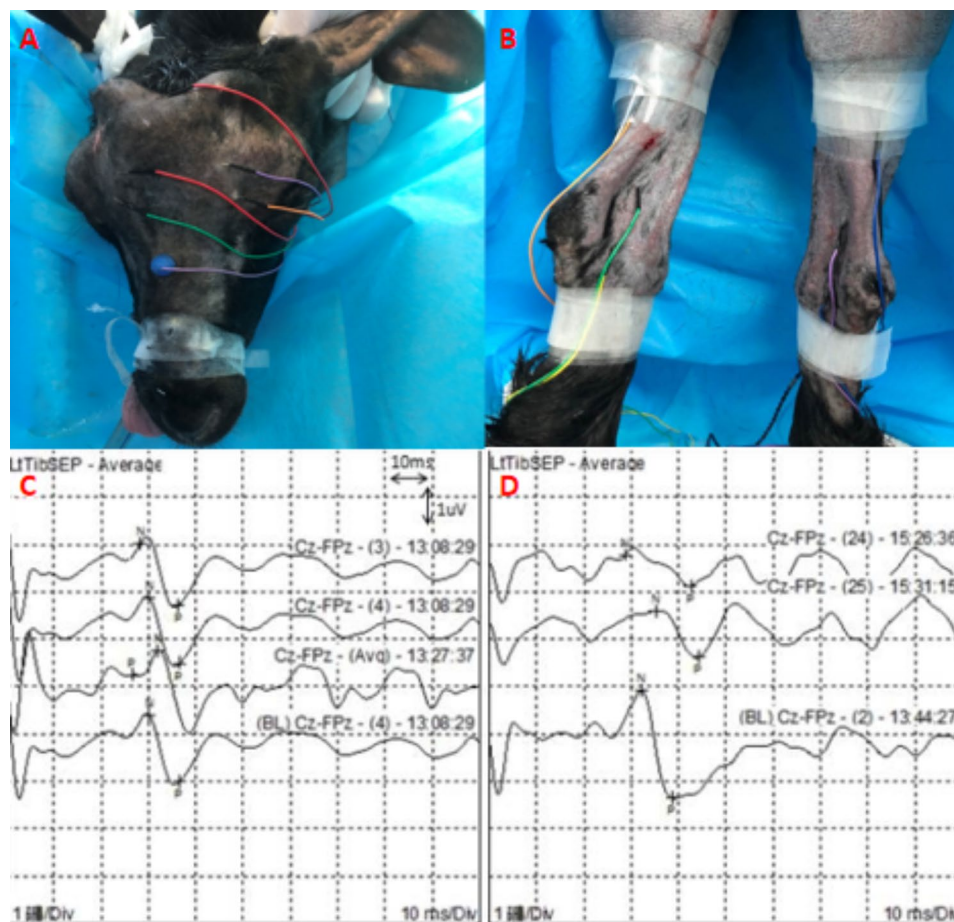 A
B
LtTibSEP - Average
C
10ms
1uV
N
Cz-FPz - (3) - 13:08:29
P
N
Cz-FPz - (4) - 13:08:29
P
Cz-FPz - (Avg) - 13:27:37
P
N
(BL) Cz-FPz - (4) - 13:08:29
P
10 ms/Div
LtTibSEP - Average
D
N
Cz-FPz - (24) - 15:26:36
P
N
Cz-FPz - (25) - 15:31:15
P
N
(BL) Cz-FPz - (2) - 13:44:27
P
10 ms/Div